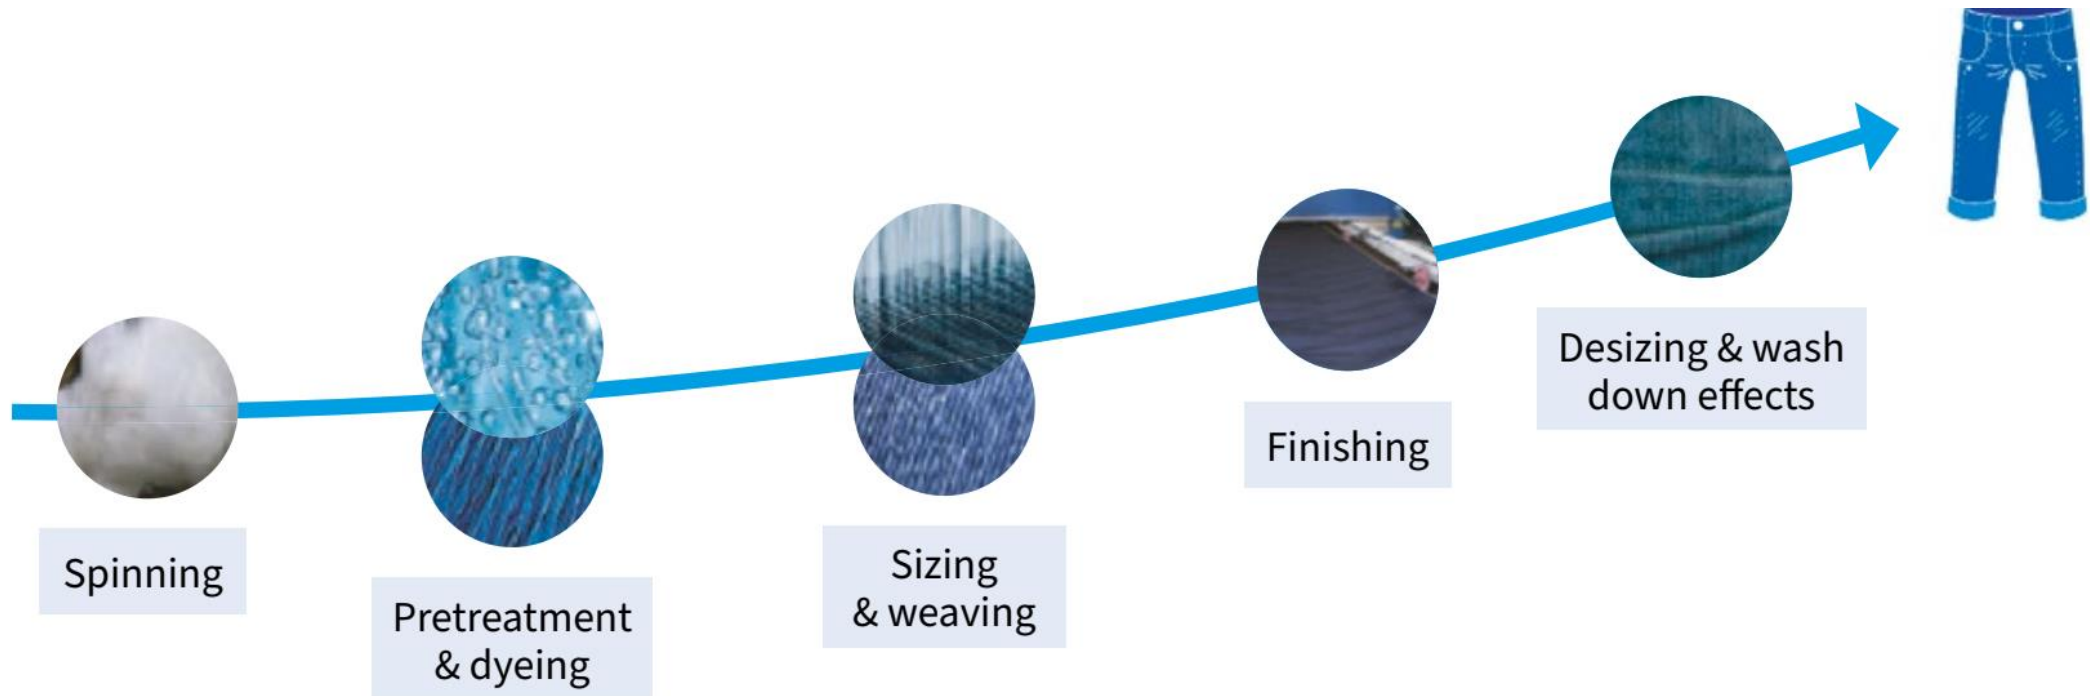 Spinning
Pretreatment
& dyeing
Sizing
& weaving
Finishing
Desizing & wash
down effects